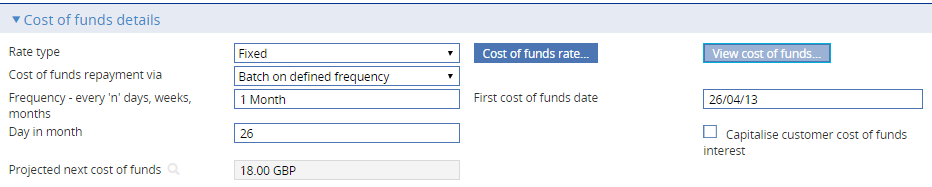 Cost of funds details
Rate type Fixed Cost of funds rate... View cost of funds...
Cost of funds repayment via Batch on defined frequency
Frequency - every 'n' days, weeks, months 1 Month First cost of funds date 26/04/13
Day in month 26 Capitalise customer cost of funds interest
Projected next cost of funds 18.00 GBP